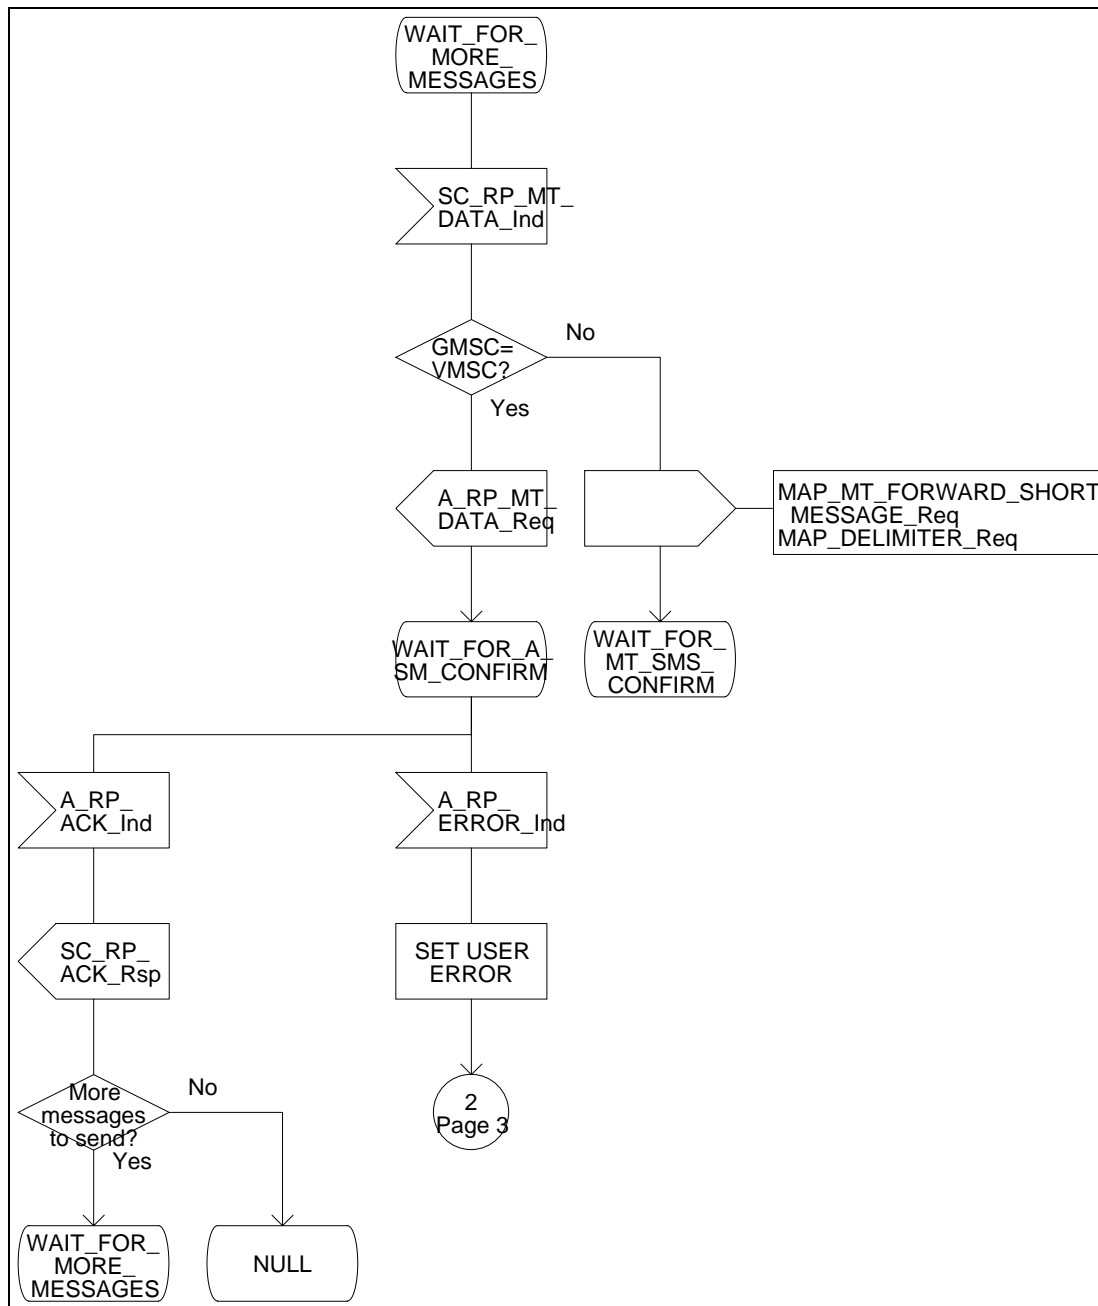 WAIT_FOR_
MORE_
MESSAGES
SC_RP_MT_
DATA_Ind
GMSC=
VMSC?
No
Yes
A_RP_MT_
DATA_Req
MAP_MT_FORWARD_SHORT
MESSAGE_Req
MAP_DELIMITER_Req
WAIT_FOR_A_
SM_CONFIRM
WAIT_FOR_
MT_SMS_
CONFIRM
A_RP_
ACK_Ind
A_RP_
ERROR_Ind
SC_RP_
ACK_Rsp
SET USER
ERROR
More
messages
to send?
No
Yes
2
Page 3
WAIT_FOR_
MORE_
MESSAGES
NULL